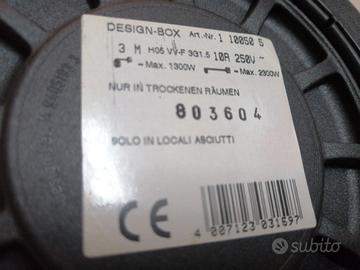 DESIGN-BOX Art.-Nr. 1 10050 5
3 M H05 VV-F 3G1.5 10A 250V ~
Max. 1300W Max. 2300W
NUR IN TROCKENEN RÄUMEN
803604
SOLO IN LOCALI ASCIUTTI
CE
4 007123 031697
subito